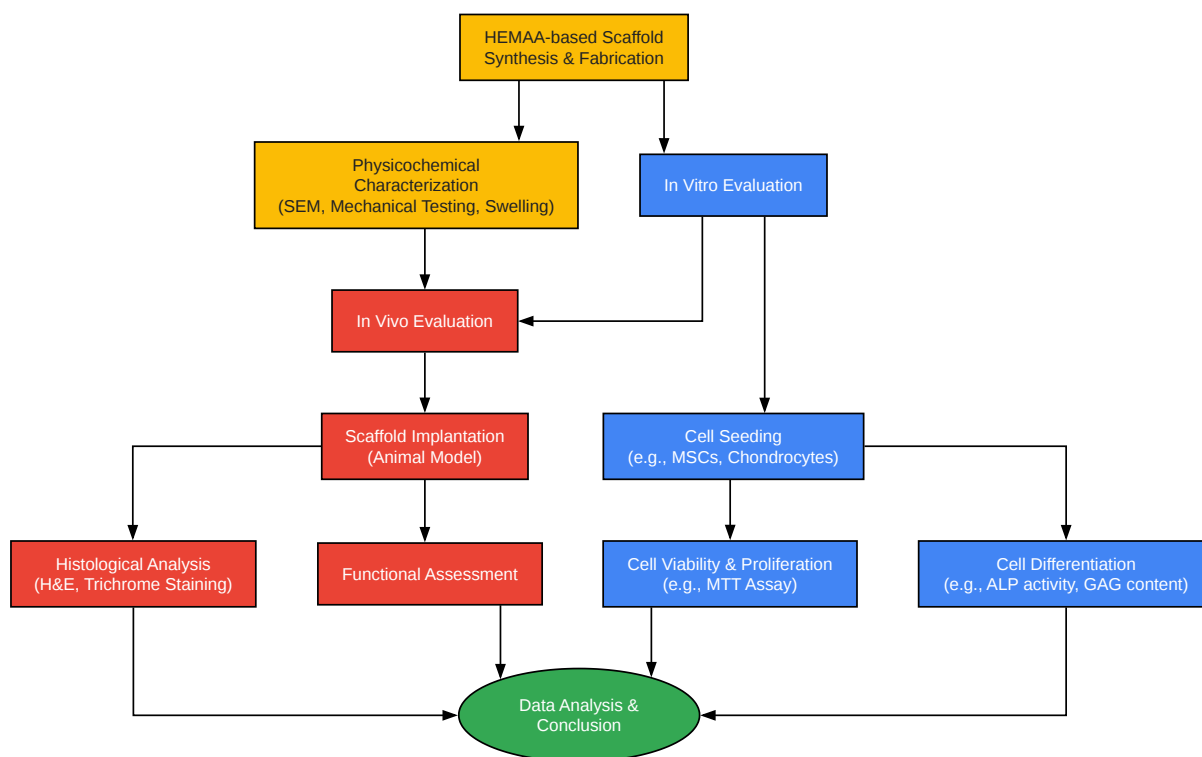 HEMAA-based Scaffold
Synthesis & Fabrication
Physicochemical
Characterization
(SEM, Mechanical Testing, Swelling)
In Vitro Evaluation
In Vivo Evaluation
Scaffold Implantation
(Animal Model)
Cell Seeding
(e.g., MSCs, Chondrocytes)
Histological Analysis
(H&E, Trichrome Staining)
Functional Assessment
Cell Viability & Proliferation
(e.g., MTT Assay)
Cell Differentiation
(e.g., ALP activity, GAG content)
Data Analysis &
Conclusion